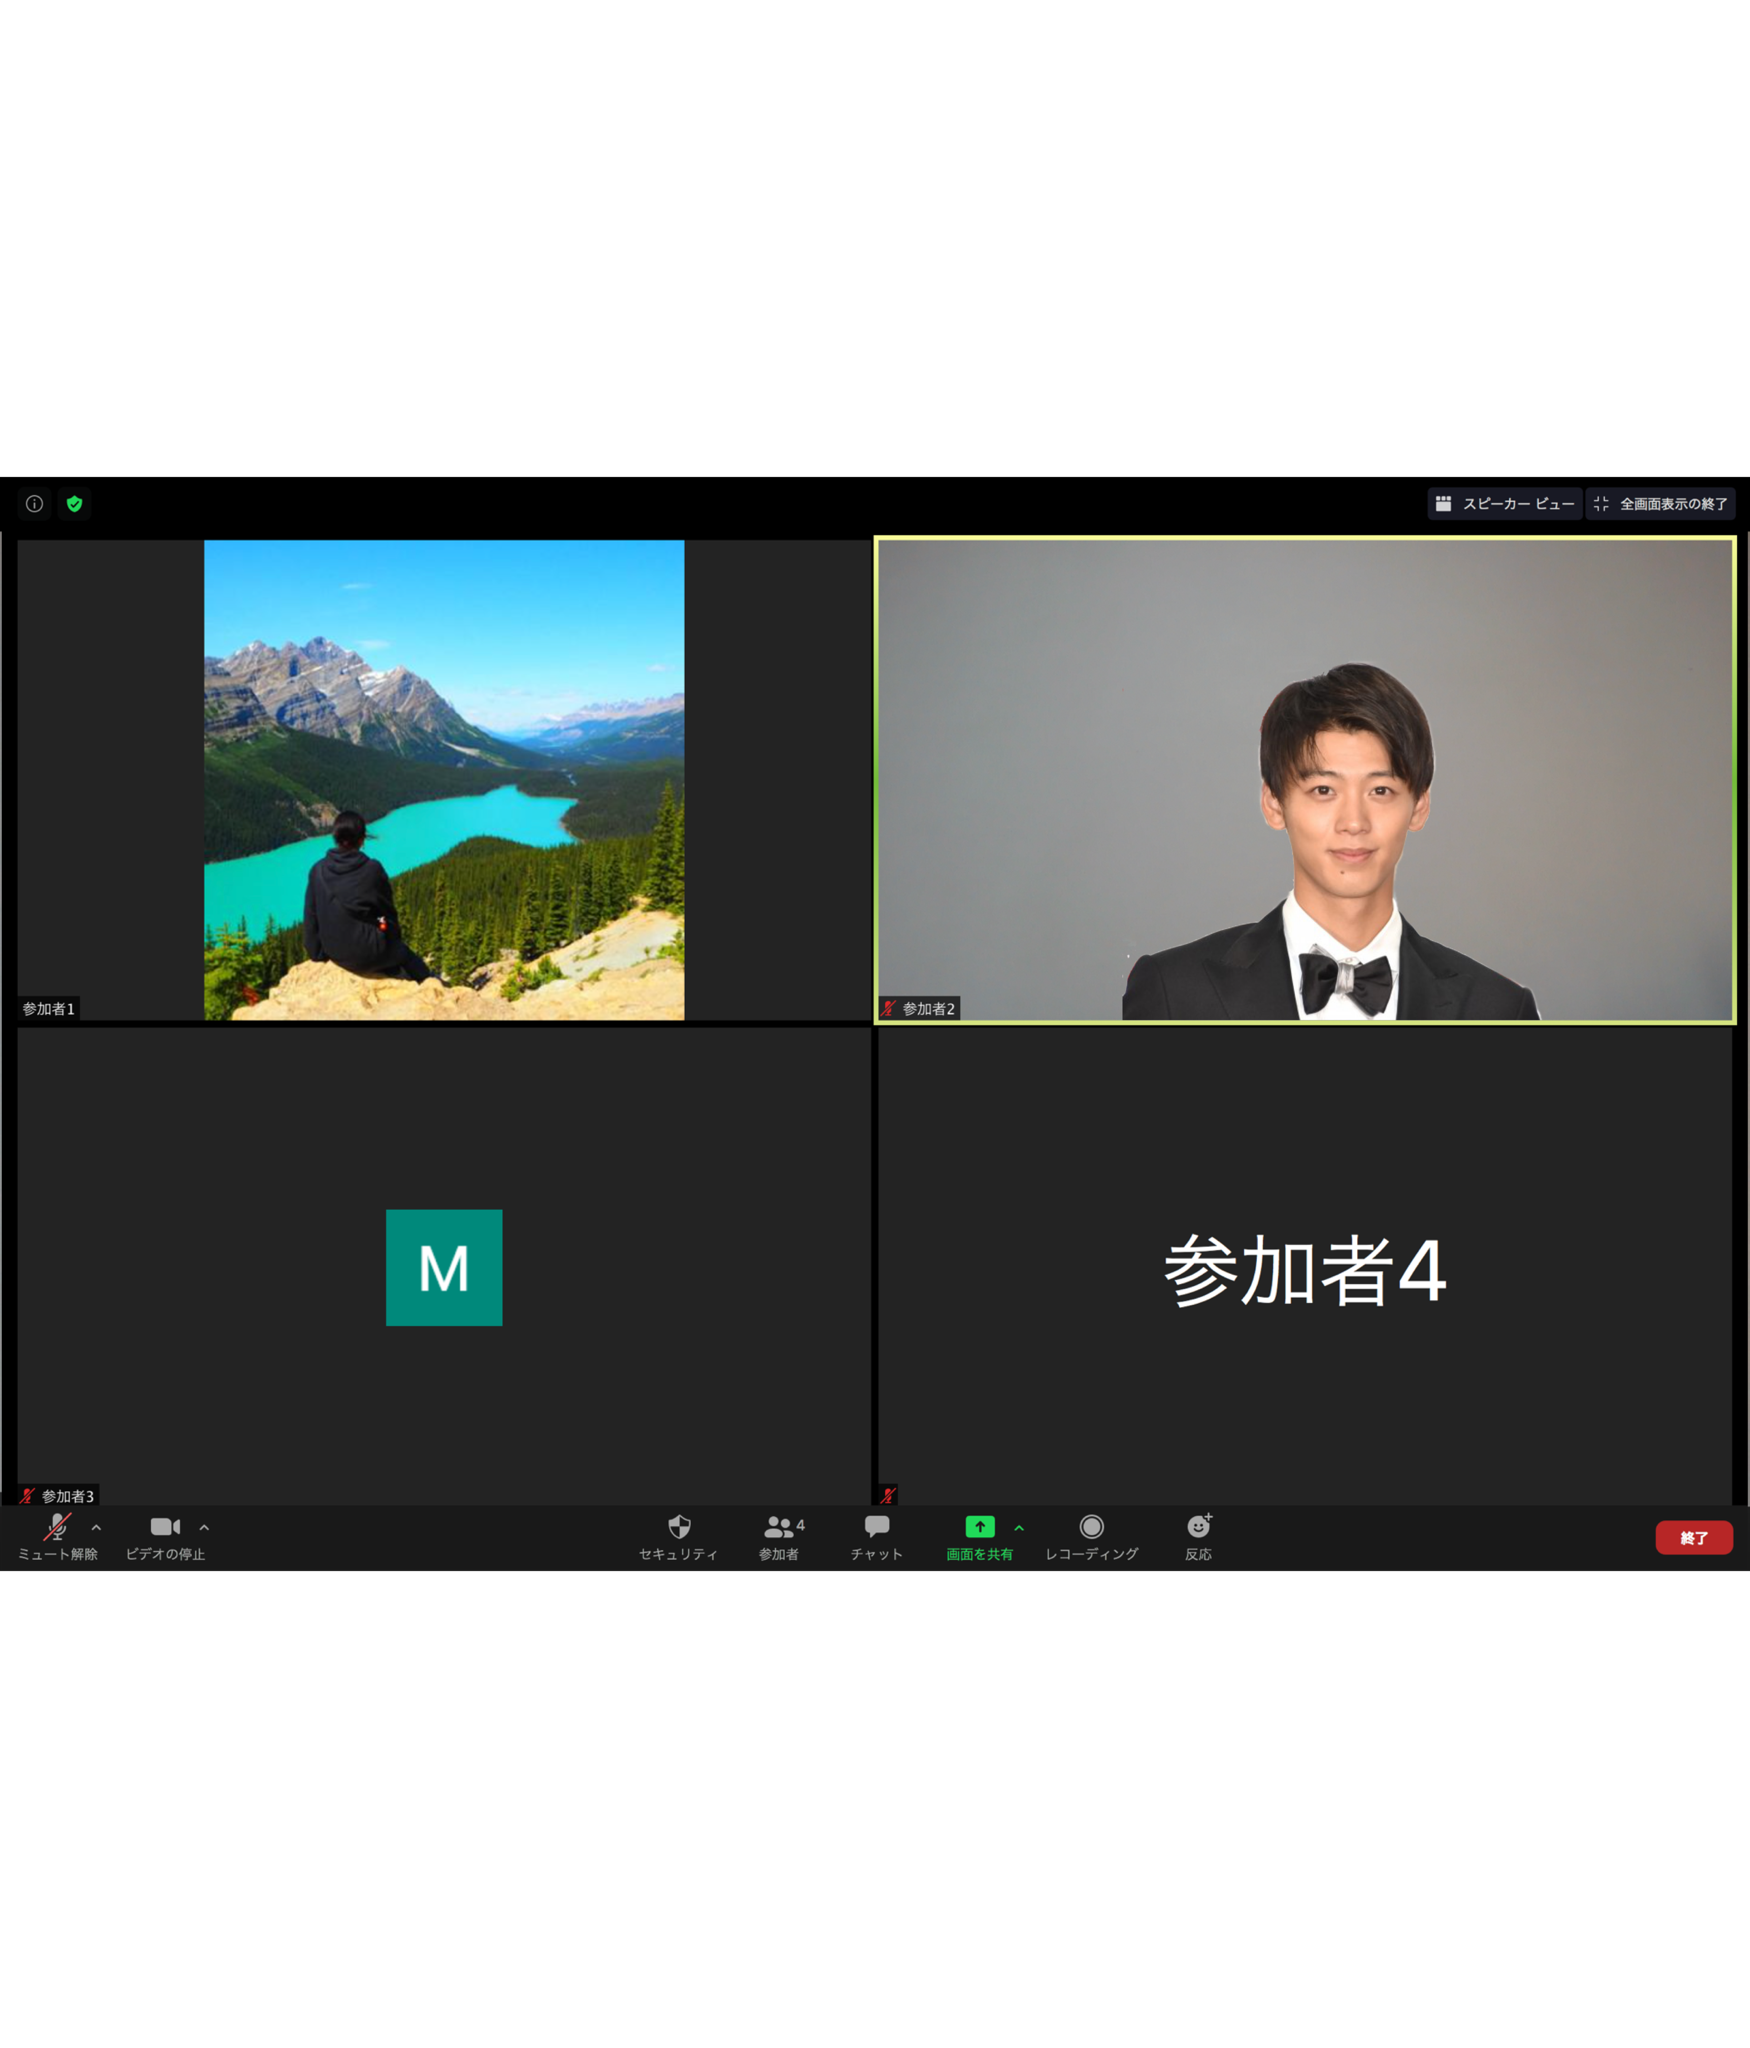 スピーカー ビュー
全画面表示の終了
参加者1
参加者2
M
参加者4
参加者3
ミュート解除
ビデオの停止
セキュリティ
4
参加者
チャット
画面を共有
レコーディング
反応
終了